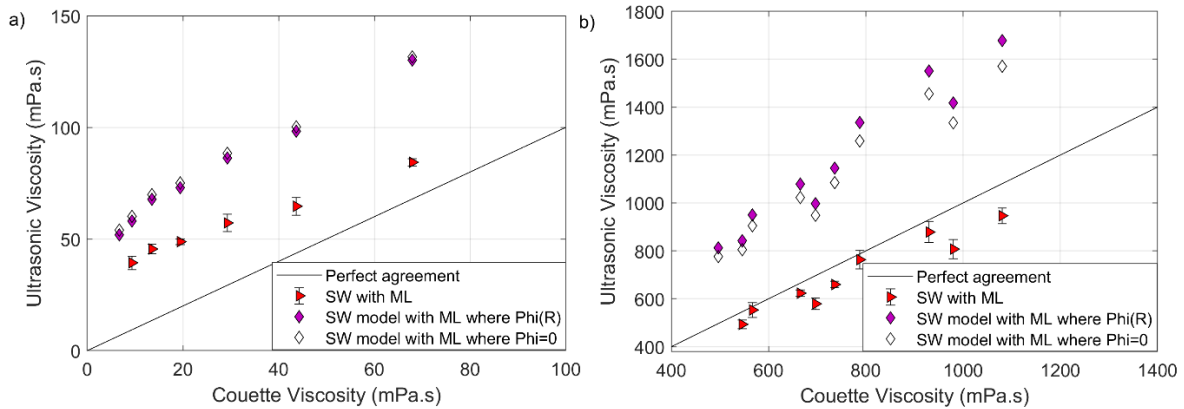 a)
150
100
50
0
Ultrasonic Viscosity (mPa.s)
0 20 40 60 80 100
Couette Viscosity (mPa.s)
Perfect agreement
SW with ML
SW model with ML where Phi(R)
SW model with ML where Phi=0
b)
1800
1600
1400
1200
1000
800
600
400
Ultrasonic Viscosity (mPa.s)
400 600 800 1000 1200 1400
Couette Viscosity (mPa.s)
Perfect agreement
SW with ML
SW model with ML where Phi(R)
SW model with ML where Phi=0